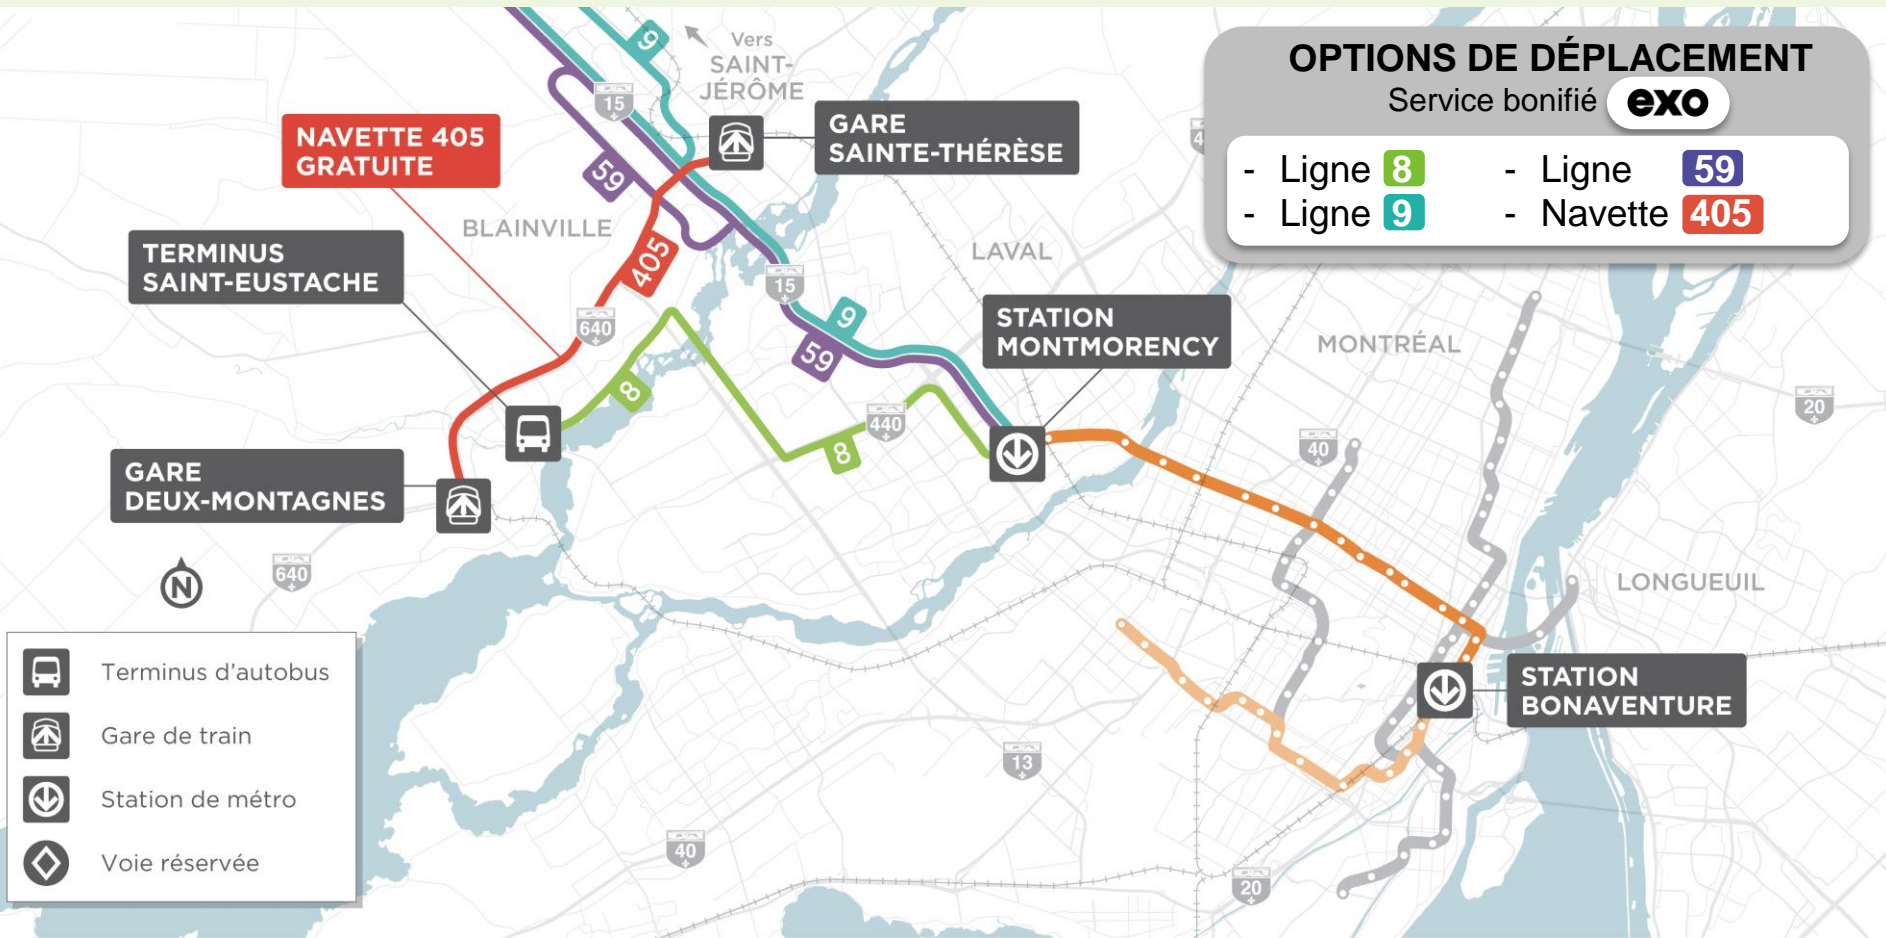 OPTIONS DE DÉPLACEMENT
Service bonifié exo
- Ligne 8
- Ligne 59
- Ligne 9
- Navette 405
9
Vers
SAINT-
JÉRÔME
15
GARE
SAINTE-THÉRÈSE
NAVETTE 405
GRATUITE
59
BLAINVILLE
405
TERMINUS
SAINT-EUSTACHE
LAVAL
15
640
9
59
STATION
MONTMORENCY
MONTRÉAL
8
20
440
8
40
GARE
DEUX-MONTAGNES
N
640
LONGUEUIL
STATION
BONAVENTURE
13
40
20
Terminus d'autobus
Gare de train
Station de métro
Voie réservée